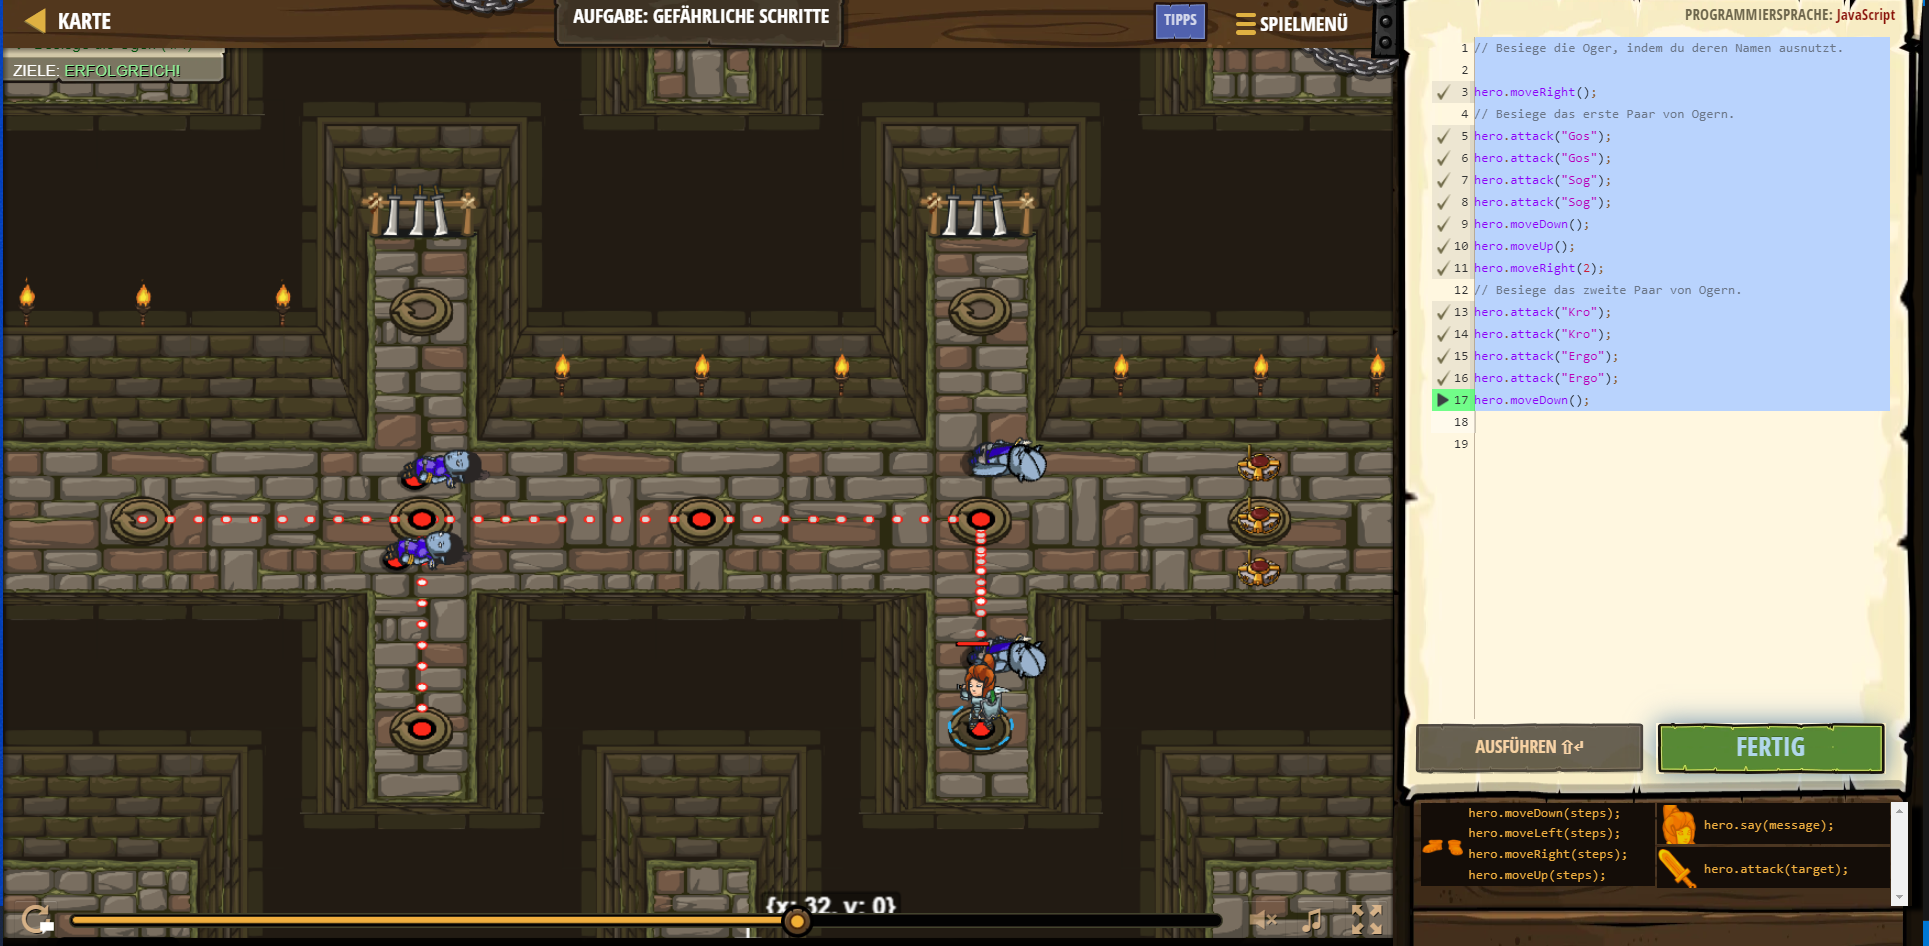 KARTE
AUFGABE: GEFÄHRLICHE SCHRITTE
TIPPS
SPIELMENÜ
PROGRAMMIERSPRACHE: JavaScript
ZIELE: ERFOLGREICH!
1 // Besiege die Oger, indem du deren Namen ausnutzt.
2
3 hero.moveRight();
4 // Besiege das erste Paar von Ogern.
5 hero.attack("Gos");
6 hero.attack("Gos");
7 hero.attack("Sog");
8 hero.attack("Sog");
9 hero.moveDown();
10 hero.moveUp();
11 hero.moveRight(2);
12 // Besiege das zweite Paar von Ogern.
13 hero.attack("Kro");
14 hero.attack("Kro");
15 hero.attack("Ergo");
16 hero.attack("Ergo");
17 hero.moveDown();
18
19
AUSFÜHREN ⇧↵
FERTIG
hero.moveDown(steps);
hero.moveLeft(steps);
hero.moveRight(steps);
hero.moveUp(steps);
hero.say(message);
hero.attack(target);
{x: 32, y: 0}